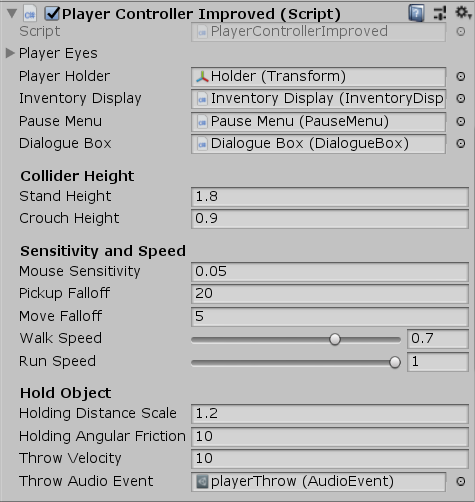 Player Controller Improved (Script)
Script PlayerControllerImproved
Player Eyes
Player Holder Holder (Transform)
Inventory Display Inventory Display (InventoryDisp
Pause Menu Pause Menu (PauseMenu)
Dialogue Box Dialogue Box (DialogueBox)
Collider Height
Stand Height 1.8
Crouch Height 0.9
Sensitivity and Speed
Mouse Sensitivity 0.05
Pickup Falloff 20
Move Falloff 5
Walk Speed 0.7
Run Speed 1
Hold Object
Holding Distance Scale 1.2
Holding Angular Friction 10
Throw Velocity 10
Throw Audio Event playerThrow (AudioEvent)